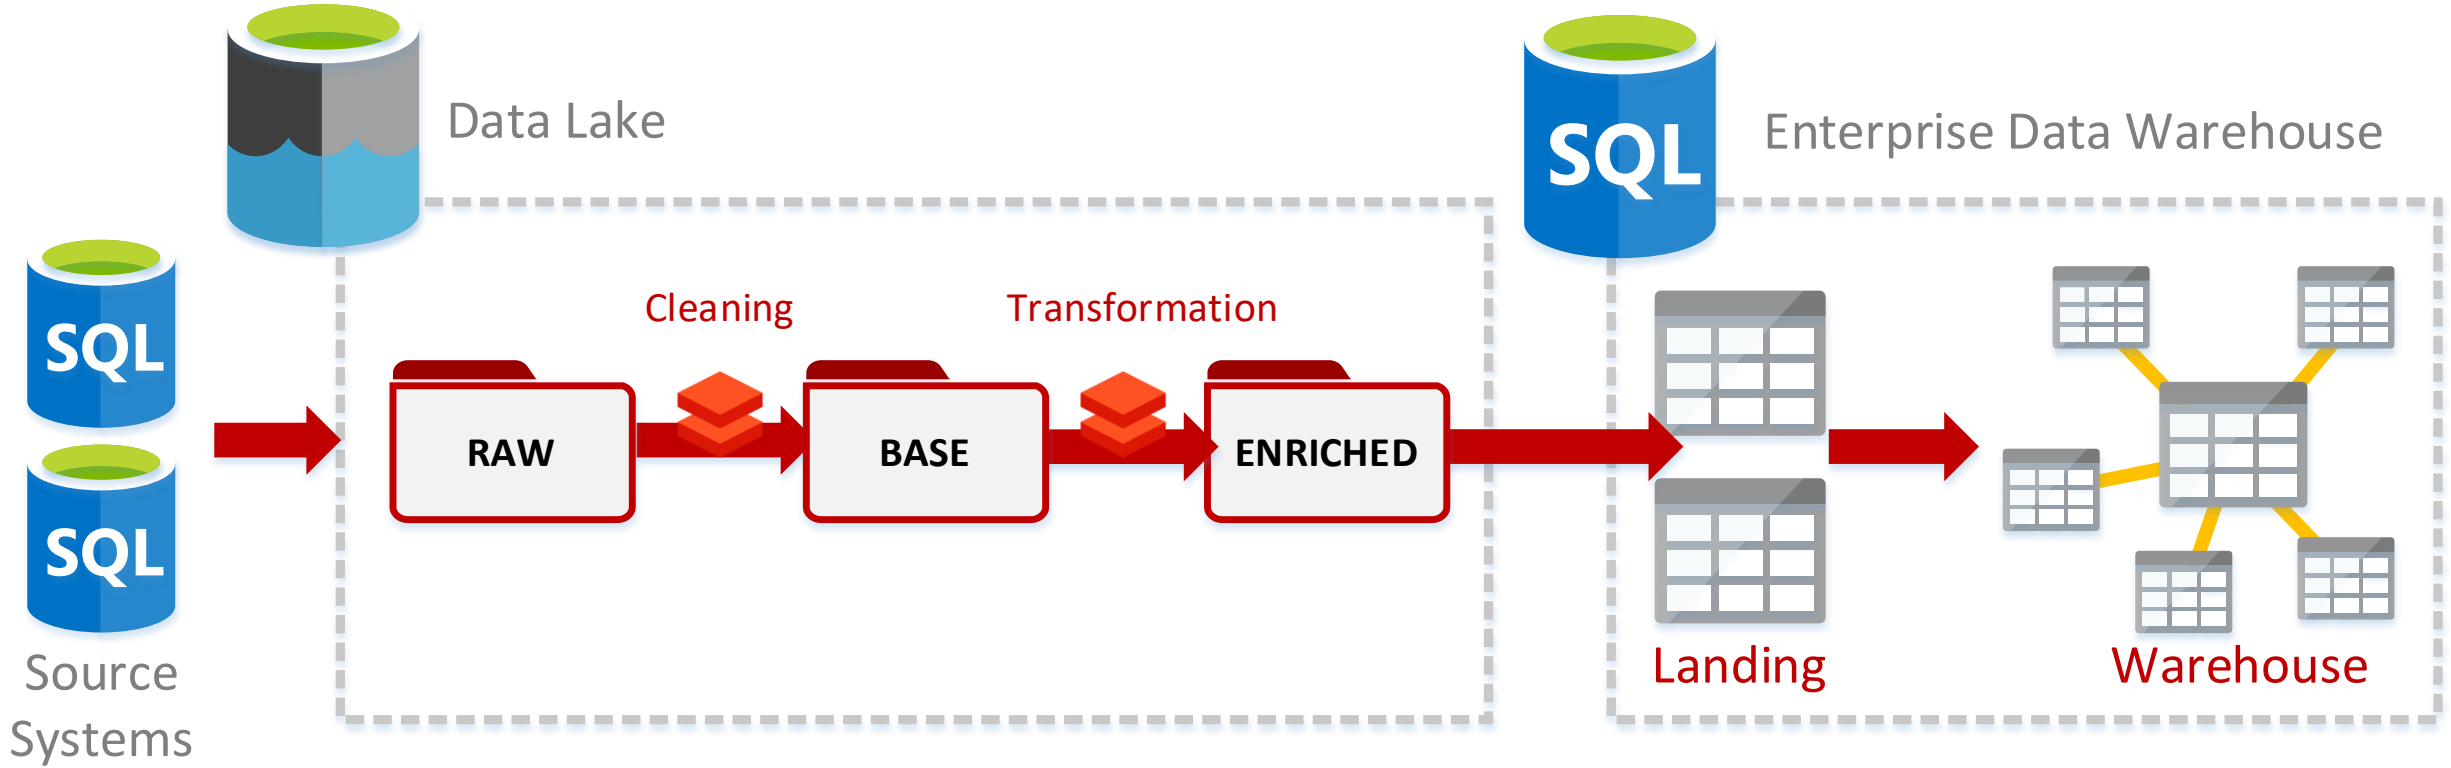 Data Lake
SQL
Enterprise Data Warehouse
SQL
SQL
Source
Systems
Cleaning
Transformation
RAW
BASE
ENRICHED
Landing
Warehouse